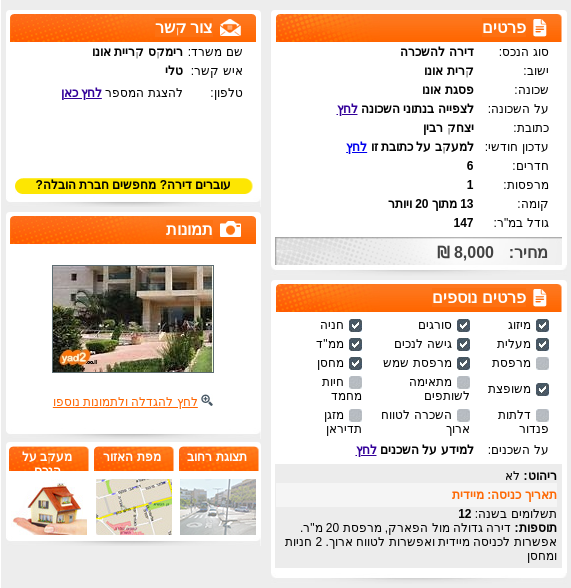 פרטים
סוג הנכס: דירה להשכרה
ישוב: קרית אונו
שכונה: פסגת אונו
על השכונה: לצפייה בנתוני השכונה לחץ
כתובת: יצחק רבין
עדכון חודשי: למעקב על כתובת זו לחץ
חדרים: 6
מרפסות: 1
קומה: 13 מתוך 20 ויותר
גודל במ"ר: 147
מחיר: 8,000 ₪
פרטים נוספים
מיזוג סורגים חניה
מעלית גישה לנכים ממ"ד
מרפסת מרפסת שמש מחסן
משופצת מתאימה לשותפים חיות מחמד
דלתות פנדור השכרה לטווח ארוך מזגן תדיראן
על השכנים: למידע על השכנים לחץ
ריהוט: לא
תאריך כניסה: מיידית
תשלומים בשנה: 12
תוספות: דירה גדולה מול הפארק, מרפסת 20 מ"ר.
אפשרות לכניסה מיידית ואפשרות לטווח ארוך. 2 חניות
ומחסן
צור קשר
שם משרד: רימקס קריית אונו
איש קשר: טלי
טלפון: להצגת המספר לחץ כאן
עוברים דירה? מחפשים חברת הובלה?
תמונות
yad2
לחץ להגדלה ולתמונות נוספו
תצוגת רחוב
מפת האזור
מעקב על
הנכס